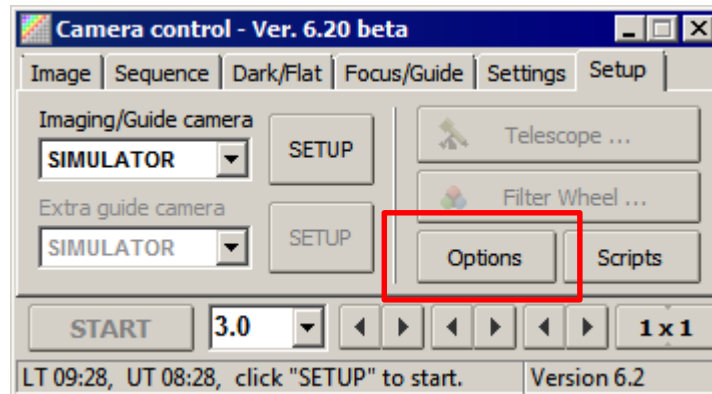 Camera control - Ver. 6.20 beta
Image Sequence Dark/Flat Focus/Guide Settings Setup
Imaging/Guide camera
SIMULATOR
SETUP
Telescope ...
Extra guide camera
SIMULATOR
SETUP
Filter Wheel ...
Options
Scripts
START
3.0
1 x 1
LT 09:28, UT 08:28, click "SETUP" to start.
Version 6.2